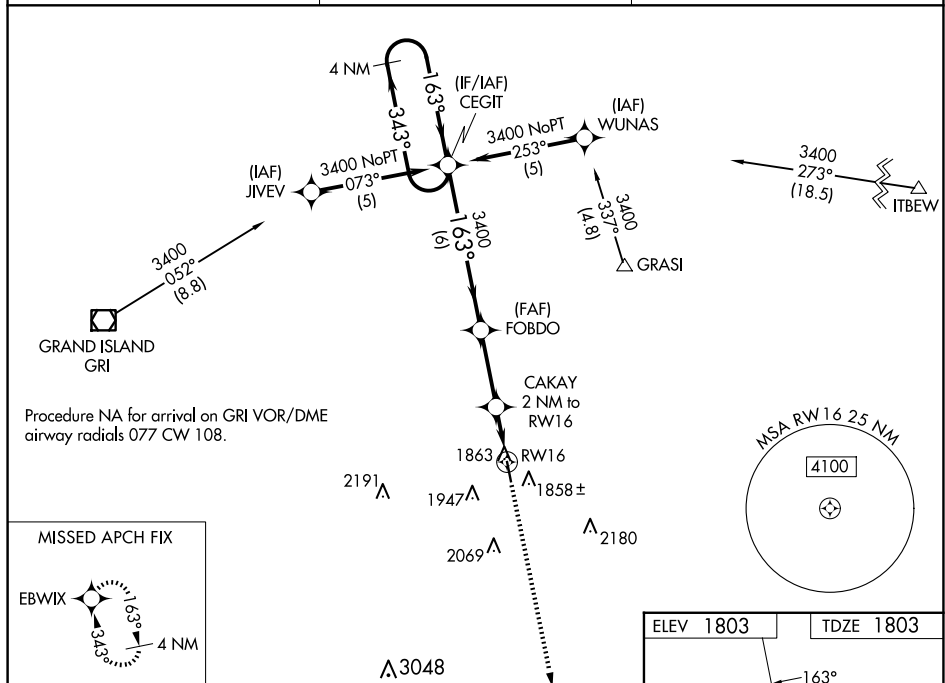 4 NM
163°
343°
(IF/IAF)
CEGIT
(IAF)
WUNAS
3400 NoPT
253°
(5)
(IAF)
JIVEV
3400 NoPT
073°
(5)
3400
273°
(18.5)
ITBEW
3400
337°
(4.8)
GRASI
3400
163°
(6)
3400
052°
(8.8)
GRAND ISLAND
GRI
(FAF)
FOBDO
Procedure NA for arrival on GRI VOR/DME
airway radials 077 CW 108.
CAKAY
2 NM to
RW16
1863
RW16
2191
1947
1858 ±
2069
2180
MSA RW16 25 NM
4100
MISSED APCH FIX
EBWIX
163°
343°
4 NM
3048
ELEV 1803
TDZE 1803
163°